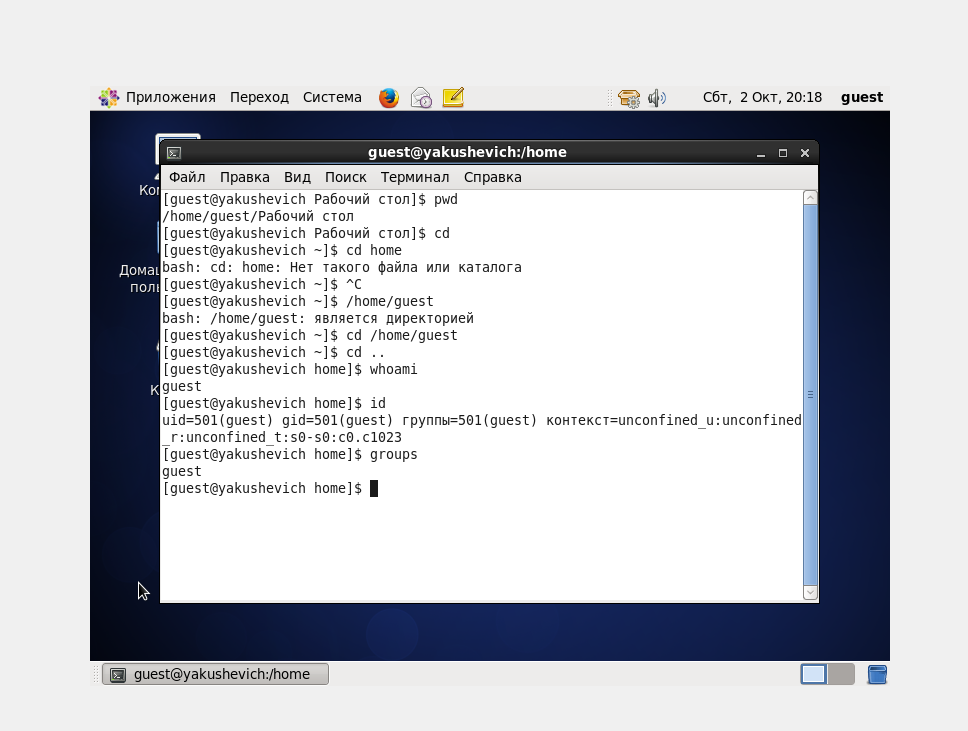 Приложения Переход Система
Сбт, 2 Окт, 20:18 guest
guest@yakushevich:/home
Файл Правка Вид Поиск Терминал Справка
[guest@yakushevich Рабочий стол]$ pwd
/home/guest/Рабочий стол
[guest@yakushevich Рабочий стол]$ cd
[guest@yakushevich ~]$ cd home
bash: cd: home: Нет такого файла или каталога
[guest@yakushevich ~]$ ^C
[guest@yakushevich ~]$ /home/guest
bash: /home/guest: является директорией
[guest@yakushevich ~]$ cd /home/guest
[guest@yakushevich ~]$ cd ..
[guest@yakushevich home]$ whoami
guest
[guest@yakushevich home]$ id
uid=501(guest) gid=501(guest) группы=501(guest) контекст=unconfined_u:unconfined
_r:unconfined_t:s0-s0:c0.c1023
[guest@yakushevich home]$ groups
guest
[guest@yakushevich home]$
guest@yakushevich:/home